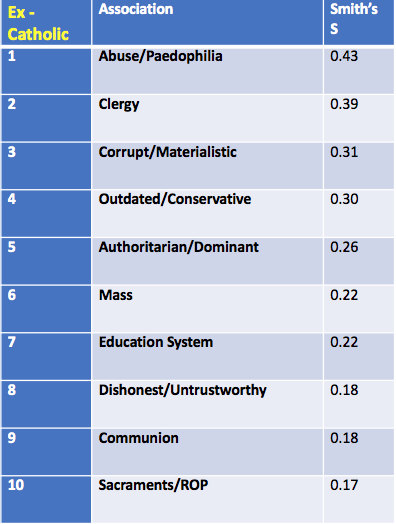 Ex - Catholic Association Smith's S
1 Abuse/Paedophilia 0.43
2 Clergy 0.39
3 Corrupt/Materialistic 0.31
4 Outdated/Conservative 0.30
5 Authoritarian/Dominant 0.26
6 Mass 0.22
7 Education System 0.22
8 Dishonest/Untrustworthy 0.18
9 Communion 0.18
10 Sacraments/ROP 0.17